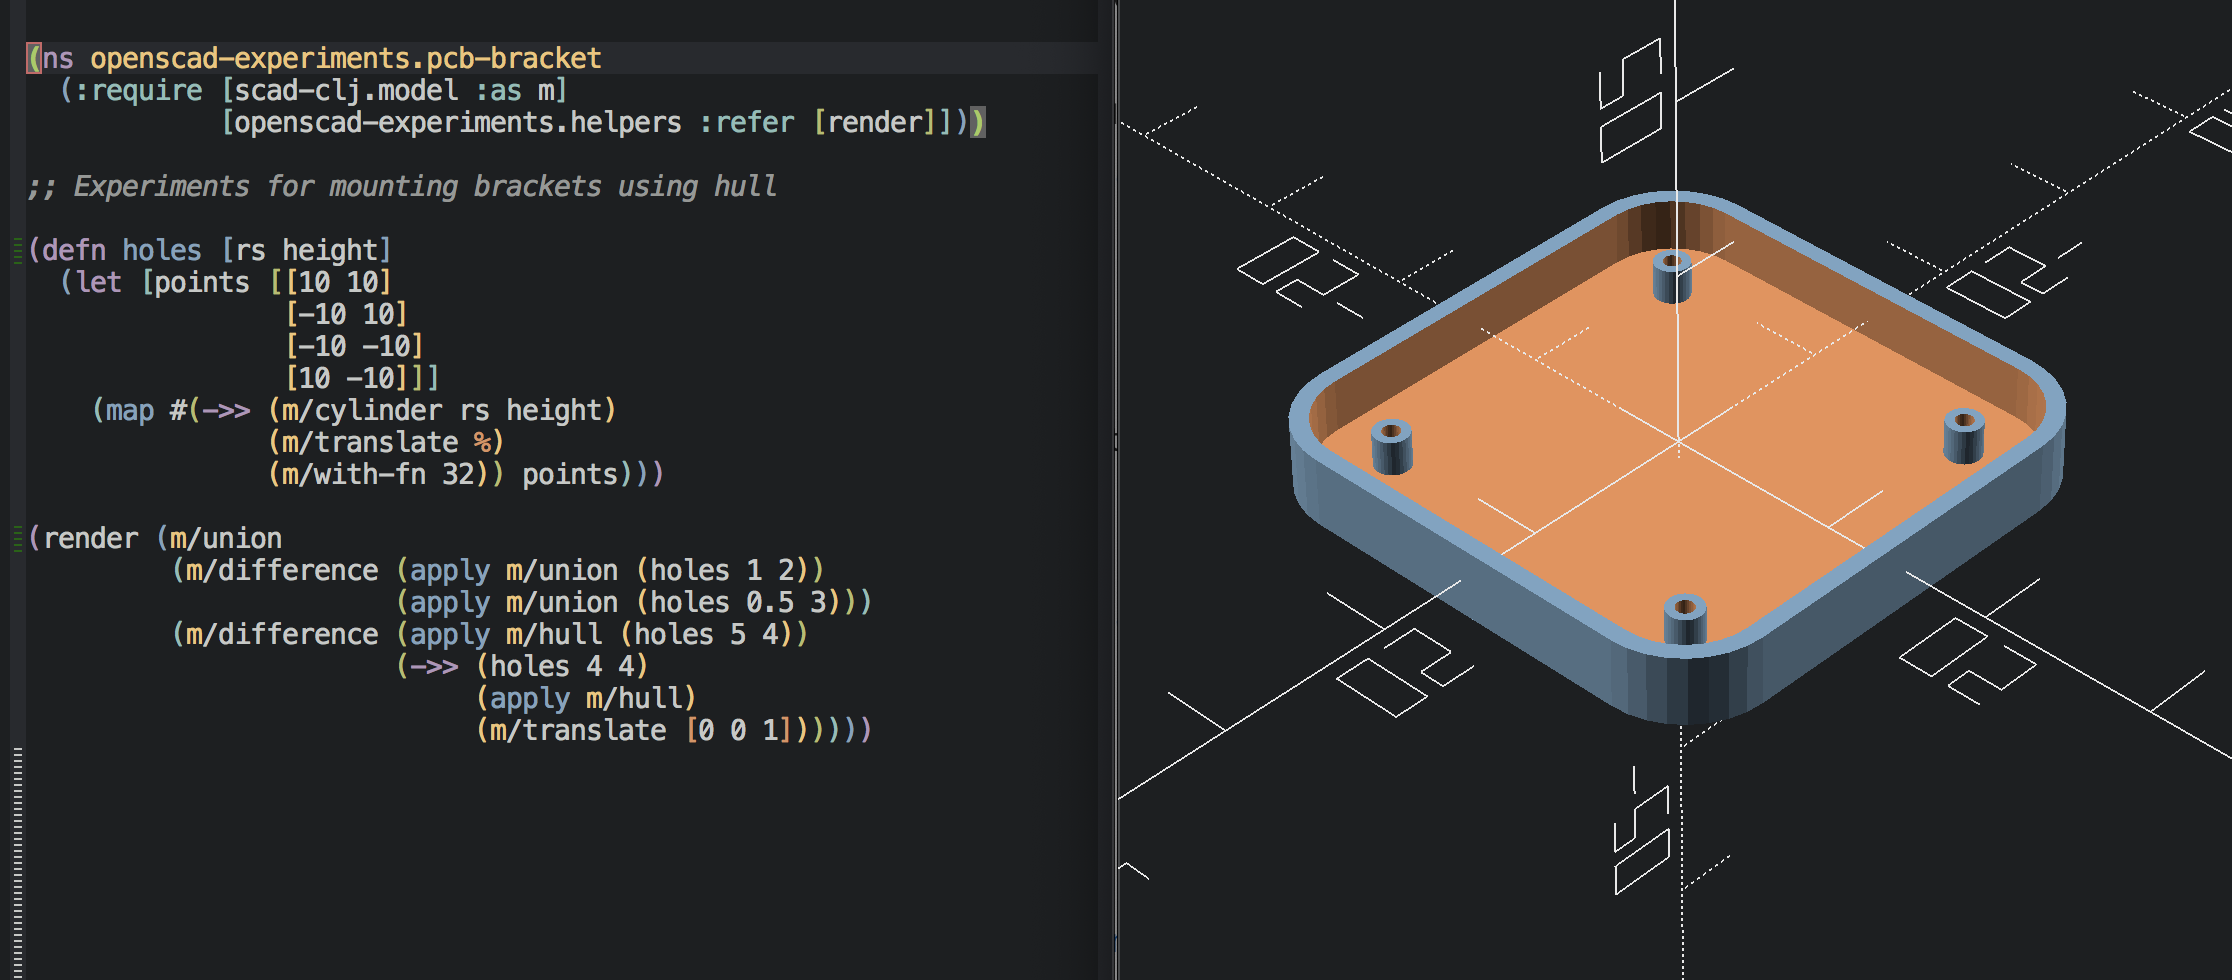 (ns openscad-experiments.pcb-bracket
  (:require [scad-clj.model :as m]
            [openscad-experiments.helpers :refer [render]]))
;; Experiments for mounting brackets using hull
(defn holes [rs height]
  (let [points [[10 10]
                [-10 10]
                [-10 -10]
                [10 -10]]]
    (map #(->> (m/cylinder rs height)
               (m/translate %)
               (m/with-fn 32)) points)))
(render (m/union
         (m/difference (apply m/union (holes 1 2))
                       (apply m/union (holes 0.5 3)))
         (m/difference (apply m/hull (holes 5 4))
                       (->> (holes 4 4)
                            (apply m/hull)
                            (m/translate [0 0 1])))))